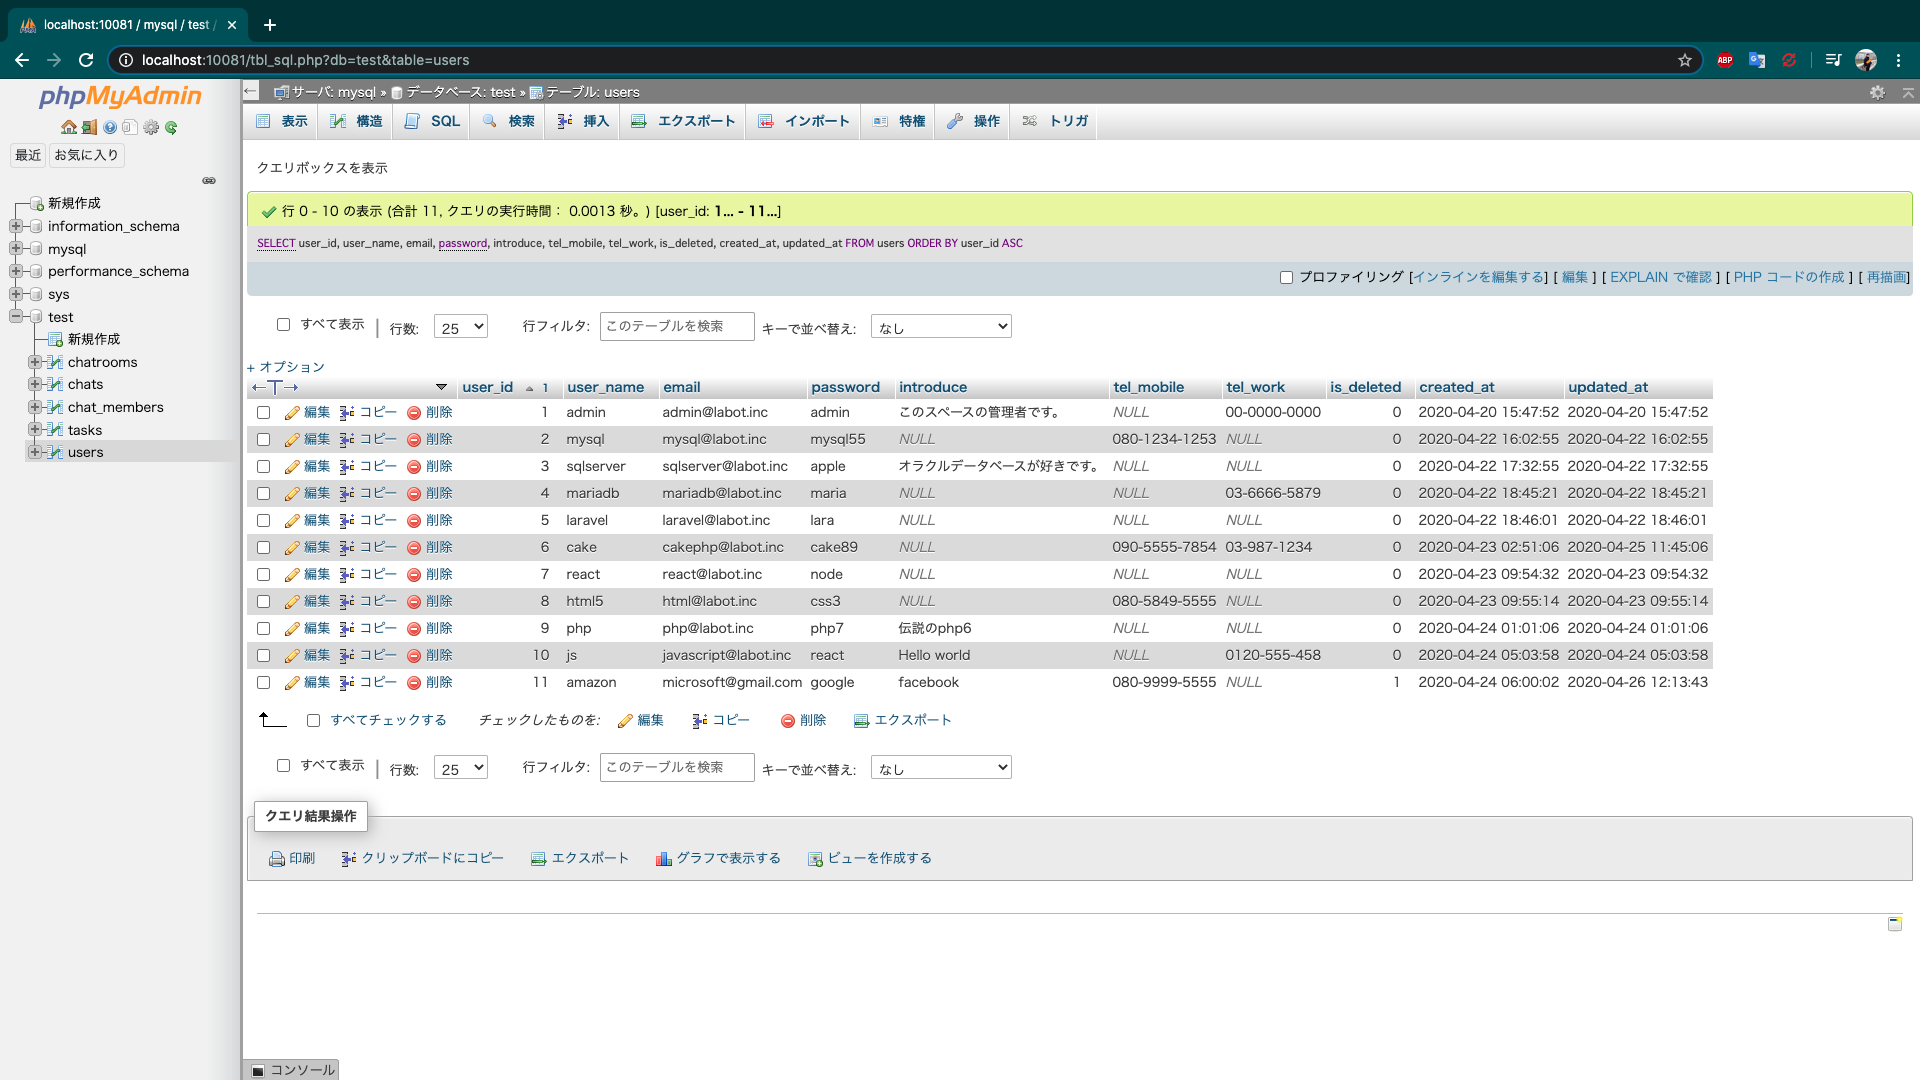 localhost:10081 / mysql / test /
localhost:10081/tbl_sql.php?db=test&table=users
ABP
phpMyAdmin
最近 お気に入り
新規作成
information_schema
mysql
performance_schema
sys
test
新規作成
chatrooms
chats
chat_members
tasks
users
サーバ: mysql » データベース: test » テーブル: users
表示 構造 SQL 検索 挿入 エクスポート インポート 特権 操作 トリガ
クエリボックスを表示
行 0 - 10 の表示 (合計 11, クエリの実行時間： 0.0013 秒。) [user_id: 1... - 11...]
SELECT user_id, user_name, email, password, introduce, tel_mobile, tel_work, is_deleted, created_at, updated_at FROM users ORDER BY user_id ASC
プロファイリング [インラインを編集する] [ 編集 ] [ EXPLAIN で確認 ] [ PHP コードの作成 ] [ 再描画]
すべて表示 | 行数: 25 行フィルタ: このテーブルを検索 キーで並べ替え: なし
+ オプション
←T→ user_id 1 user_name email password introduce tel_mobile tel_work is_deleted created_at updated_at
編集 コピー 削除 1 admin admin@labot.inc admin このスペースの管理者です。 NULL 00-0000-0000 0 2020-04-20 15:47:52 2020-04-20 15:47:52
編集 コピー 削除 2 mysql mysql@labot.inc mysql55 NULL 080-1234-1253 NULL 0 2020-04-22 16:02:55 2020-04-22 16:02:55
編集 コピー 削除 3 sqlserver sqlserver@labot.inc apple オラクルデータベースが好きです。 NULL NULL 0 2020-04-22 17:32:55 2020-04-22 17:32:55
編集 コピー 削除 4 mariadb mariadb@labot.inc maria NULL NULL 03-6666-5879 0 2020-04-22 18:45:21 2020-04-22 18:45:21
編集 コピー 削除 5 laravel laravel@labot.inc lara NULL NULL NULL 0 2020-04-22 18:46:01 2020-04-22 18:46:01
編集 コピー 削除 6 cake cakephp@labot.inc cake89 NULL 090-5555-7854 03-987-1234 0 2020-04-23 02:51:06 2020-04-25 11:45:06
編集 コピー 削除 7 react react@labot.inc node NULL NULL NULL 0 2020-04-23 09:54:32 2020-04-23 09:54:32
編集 コピー 削除 8 html5 html@labot.inc css3 NULL 080-5849-5555 NULL 0 2020-04-23 09:55:14 2020-04-23 09:55:14
編集 コピー 削除 9 php php@labot.inc php7 伝説のphp6 NULL NULL 0 2020-04-24 01:01:06 2020-04-24 01:01:06
編集 コピー 削除 10 js javascript@labot.inc react Hello world NULL 0120-555-458 0 2020-04-24 05:03:58 2020-04-24 05:03:58
編集 コピー 削除 11 amazon microsoft@gmail.com google facebook 080-9999-5555 NULL 1 2020-04-24 06:00:02 2020-04-26 12:13:43
すべてチェックする チェックしたものを: 編集 コピー 削除 エクスポート
すべて表示 | 行数: 25 行フィルタ: このテーブルを検索 キーで並べ替え: なし
クエリ結果操作
印刷 クリップボードにコピー エクスポート グラフで表示する ビューを作成する
コンソール